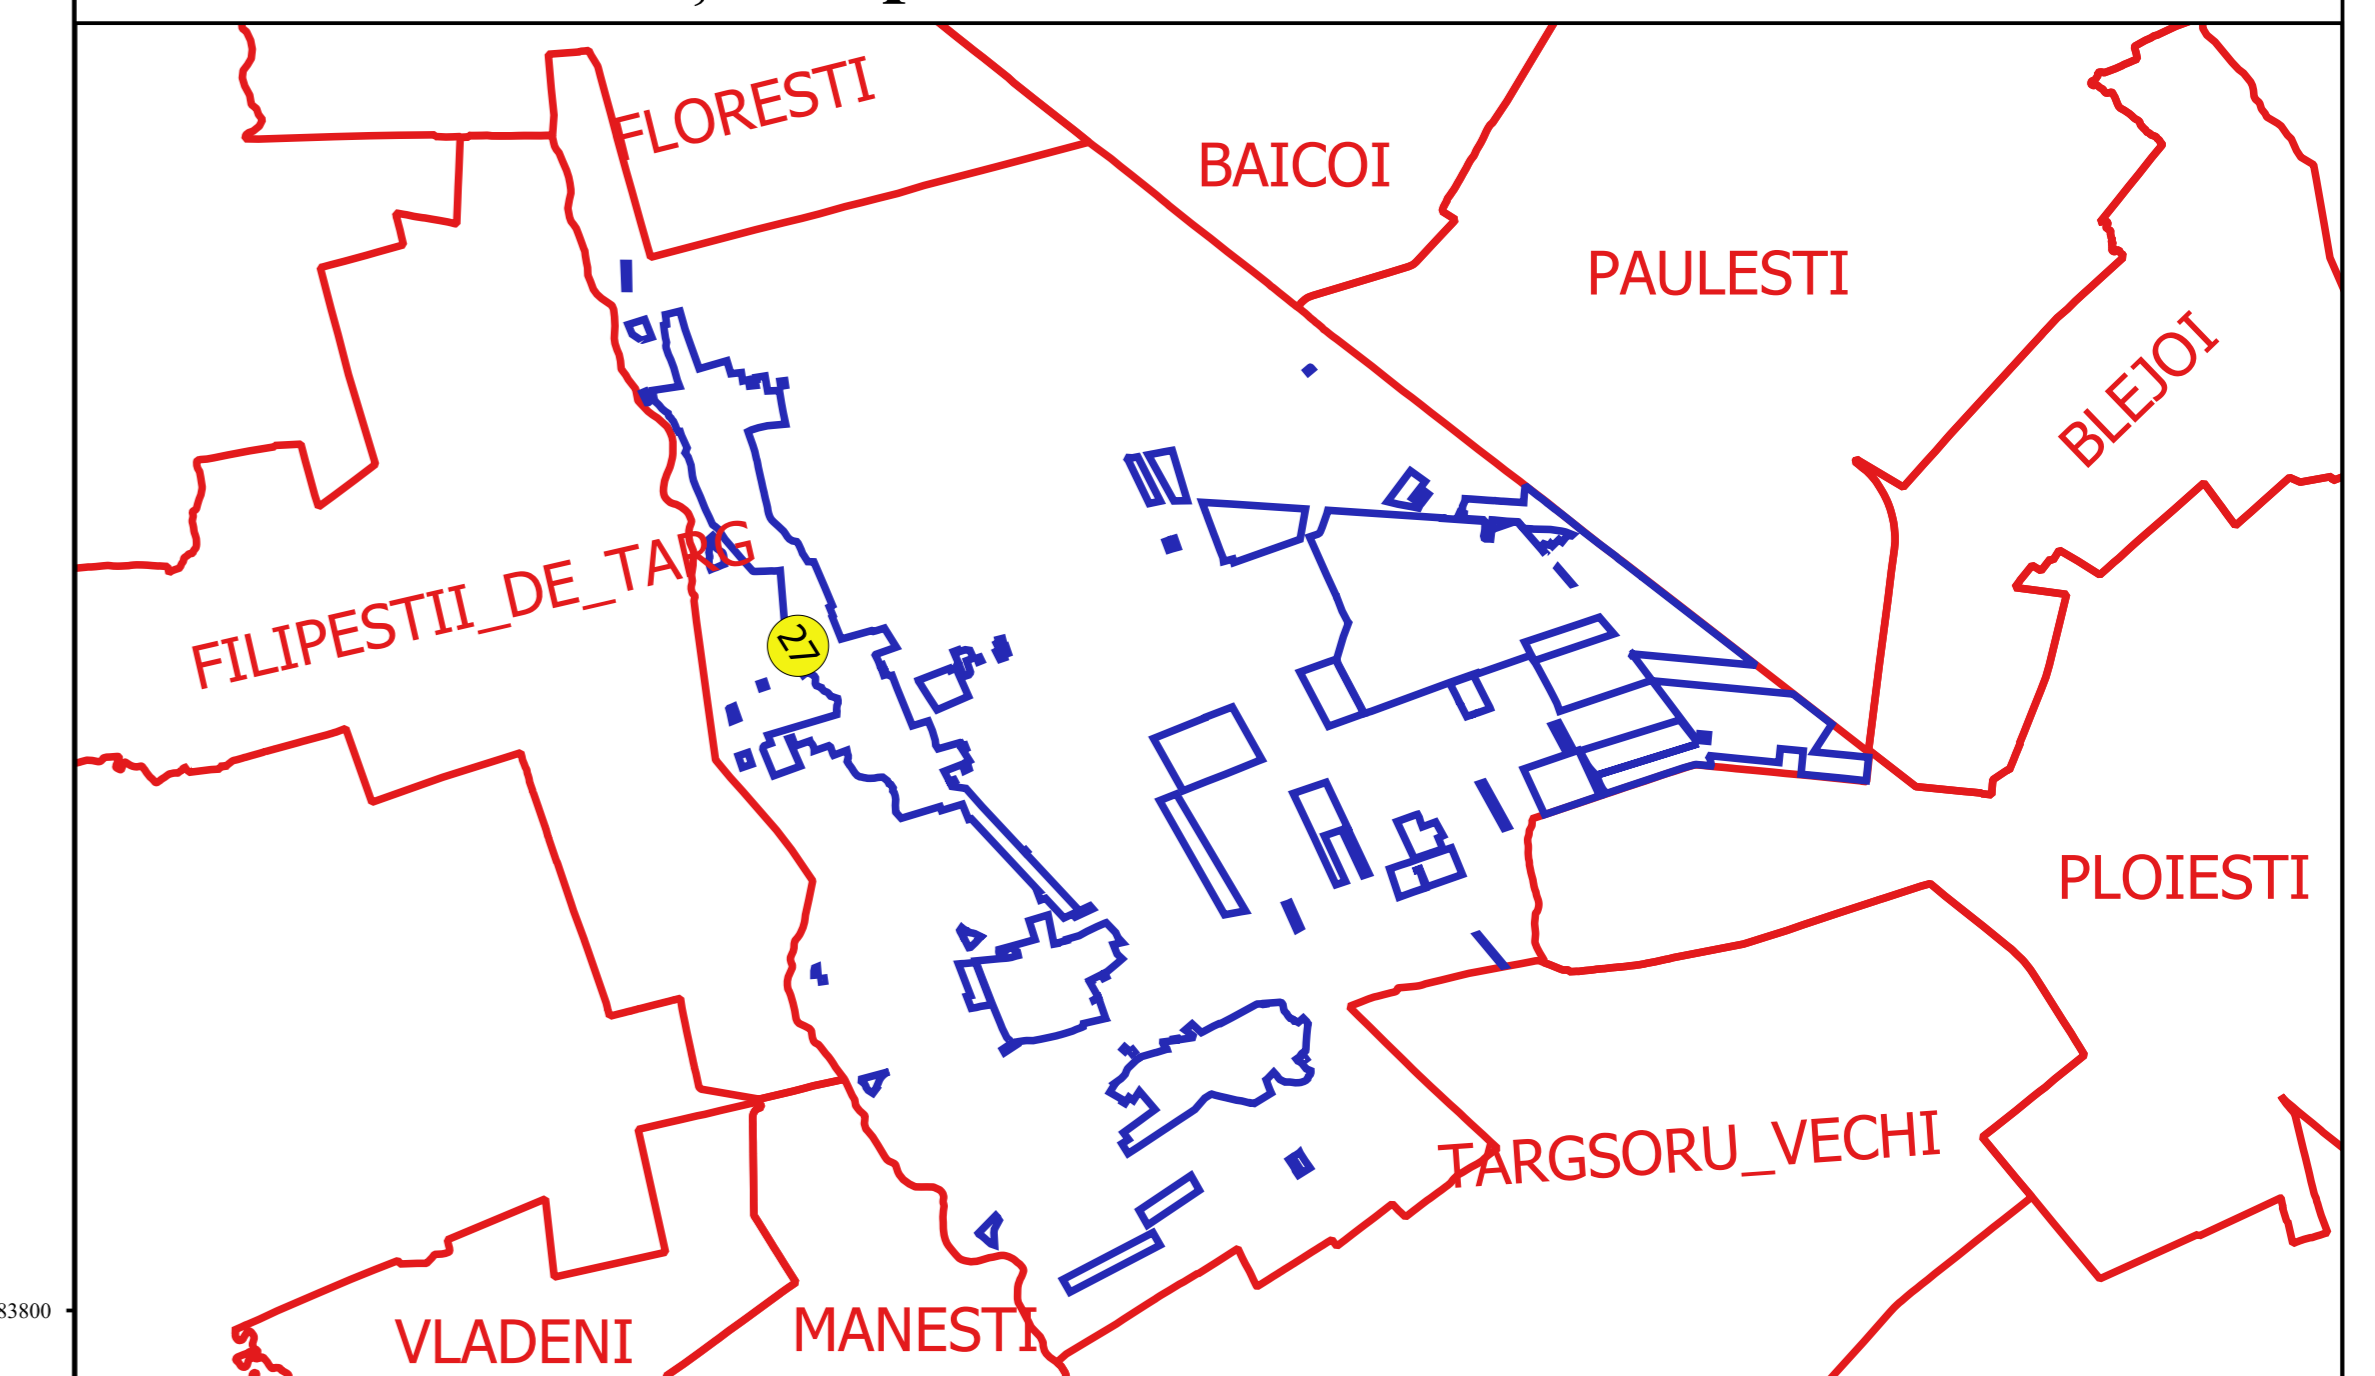 FLORESTI
BAICOI
PAULESTI
BLEJOI
FILIPESTII_DE_TARG
27
PLOIESTI
TARGSORU_VECHI
83800
VLADENI
MANESTI